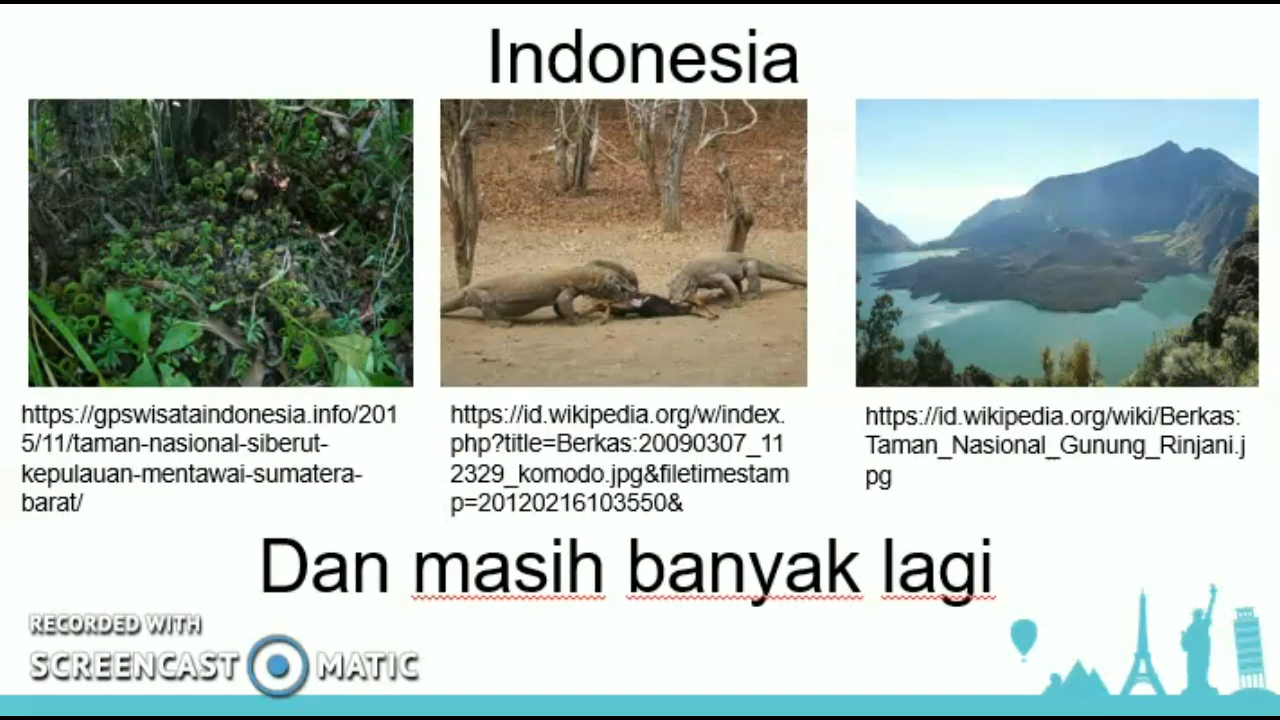 Indonesia
https://gpswisataindonesia.info/201
5/11/taman-nasional-siberut-
kepulauan-mentawai-sumatera-
barat/
https://id.wikipedia.org/w/index.
php?title=Berkas:20090307_11
2329_komodo.jpg&filetimestam
p=20120216103550&
https://id.wikipedia.org/wiki/Berkas:
Taman_Nasional_Gunung_Rinjani.j
pg
Dan masih banyak lagi
RECORDED WITH
SCREENCAST MATIC